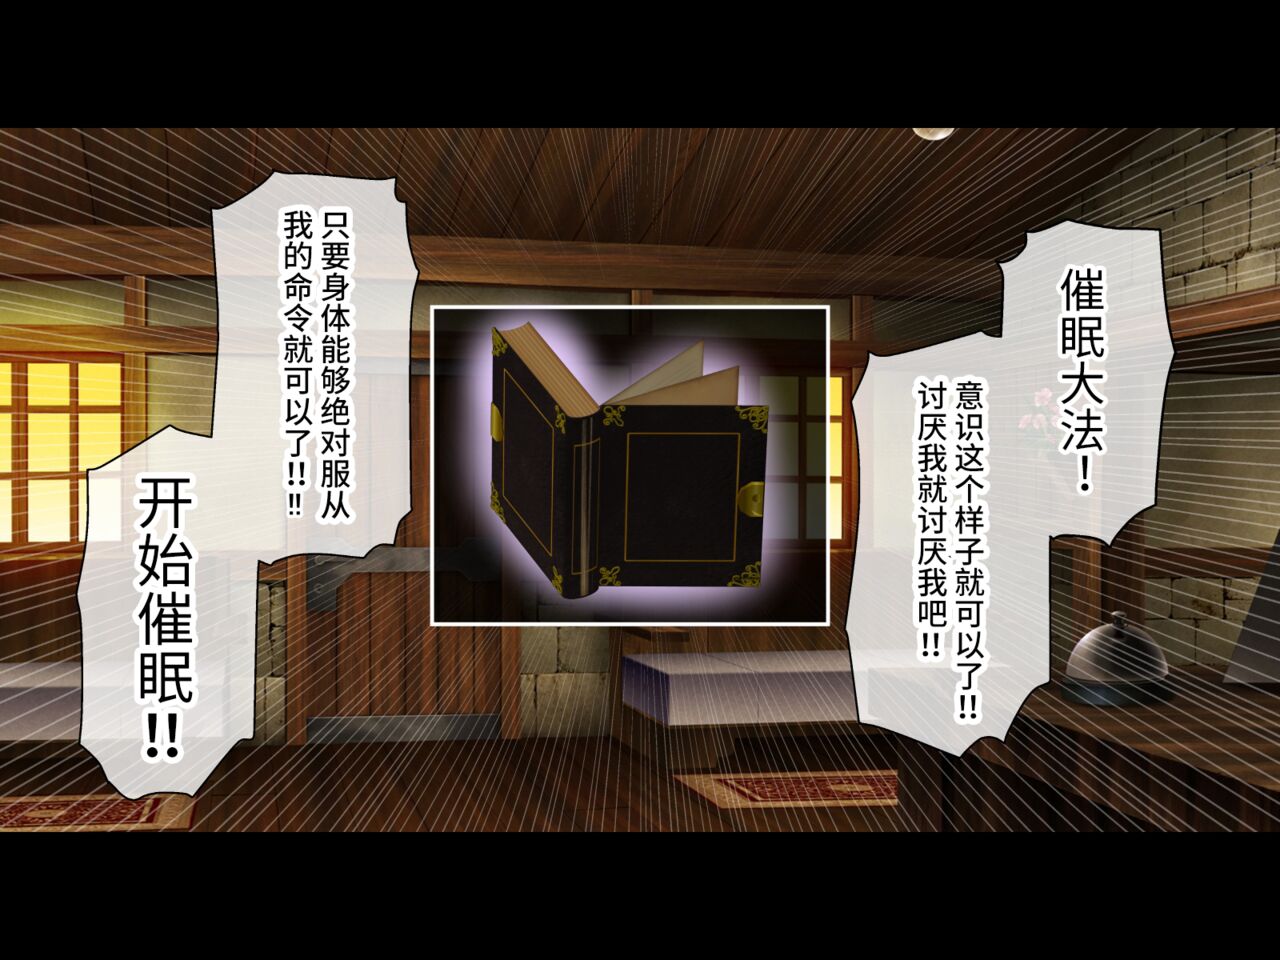 催眠大法！
意识这个样子就可以了!!
讨厌我就讨厌我吧!!
只要身体能够绝对服从
我的命令就可以了!!!!
开始催眠!!